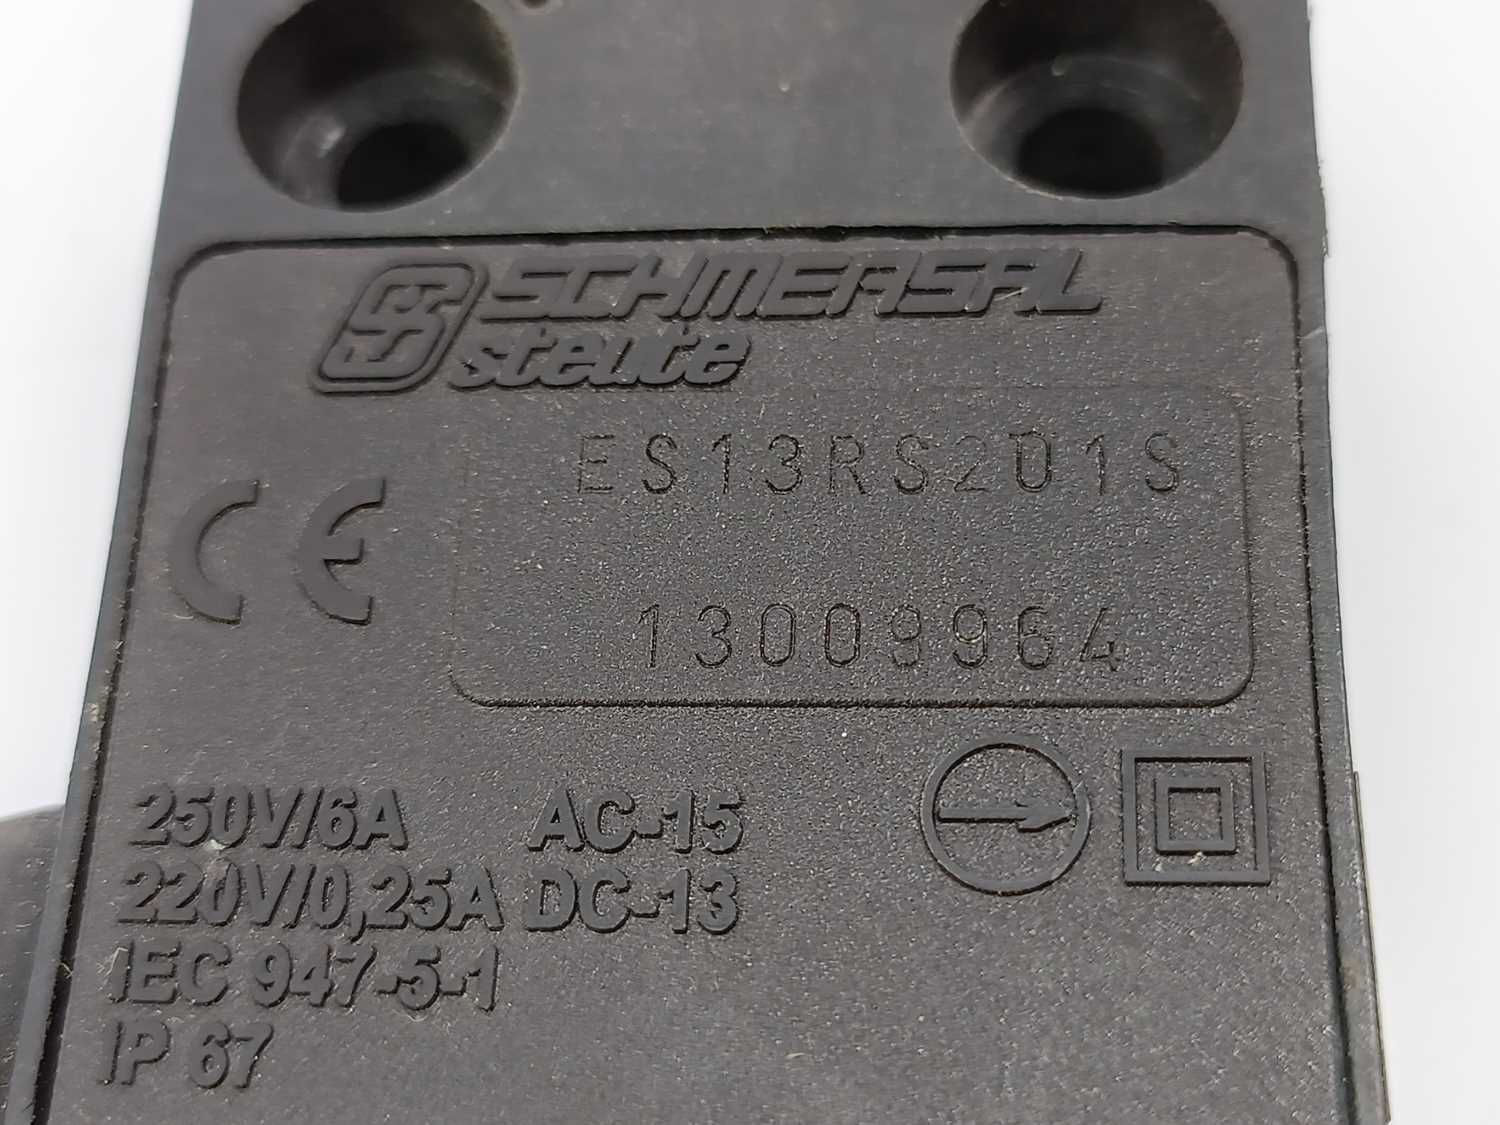 SCHMERSAL
steute
ES13RS201S
CE
13009964
250V/6A AC-15
220V/0,25A DC-13
IEC 947-5-1
IP 67